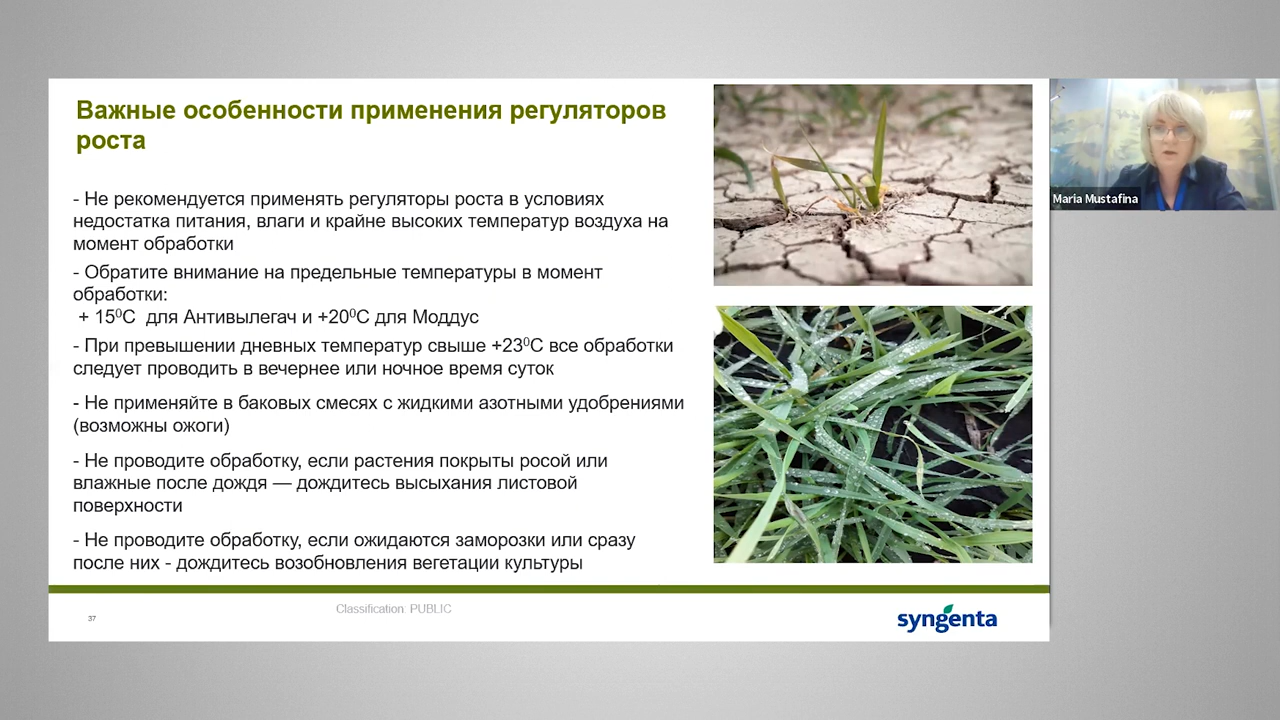 Важные особенности применения регуляторов
роста
- Не рекомендуется применять регуляторы роста в условиях
недостатка питания, влаги и крайне высоких температур воздуха на
момент обработки
- Обратите внимание на предельные температуры в момент
обработки:
+ 15⁰С для Антивылегач и +20⁰С для Моддус
- При превышении дневных температур свыше +23⁰С все обработки
следует проводить в вечернее или ночное время суток
- Не применяйте в баковых смесях с жидкими азотными удобрениями
(возможны ожоги)
- Не проводите обработку, если растения покрыты росой или
влажные после дождя — дождитесь высыхания листовой
поверхности
- Не проводите обработку, если ожидаются заморозки или сразу
после них - дождитесь возобновления вегетации культуры
Maria Mustafina
Classification: PUBLIC
37
syngenta